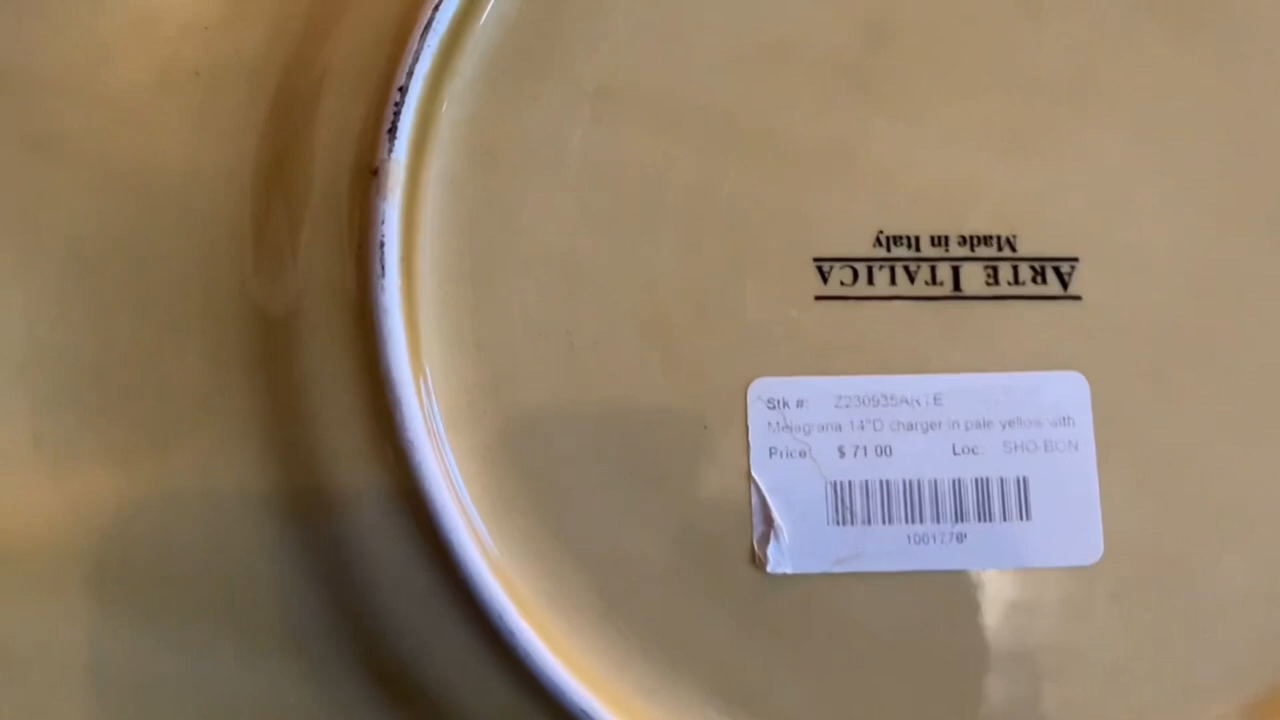 ARTE ITALICA
Made in Italy
Stk #: Z230935ARTE
Melagrana 14"D charger in pale yellow with
Price: $ 71.00 Loc: SHO-BCN